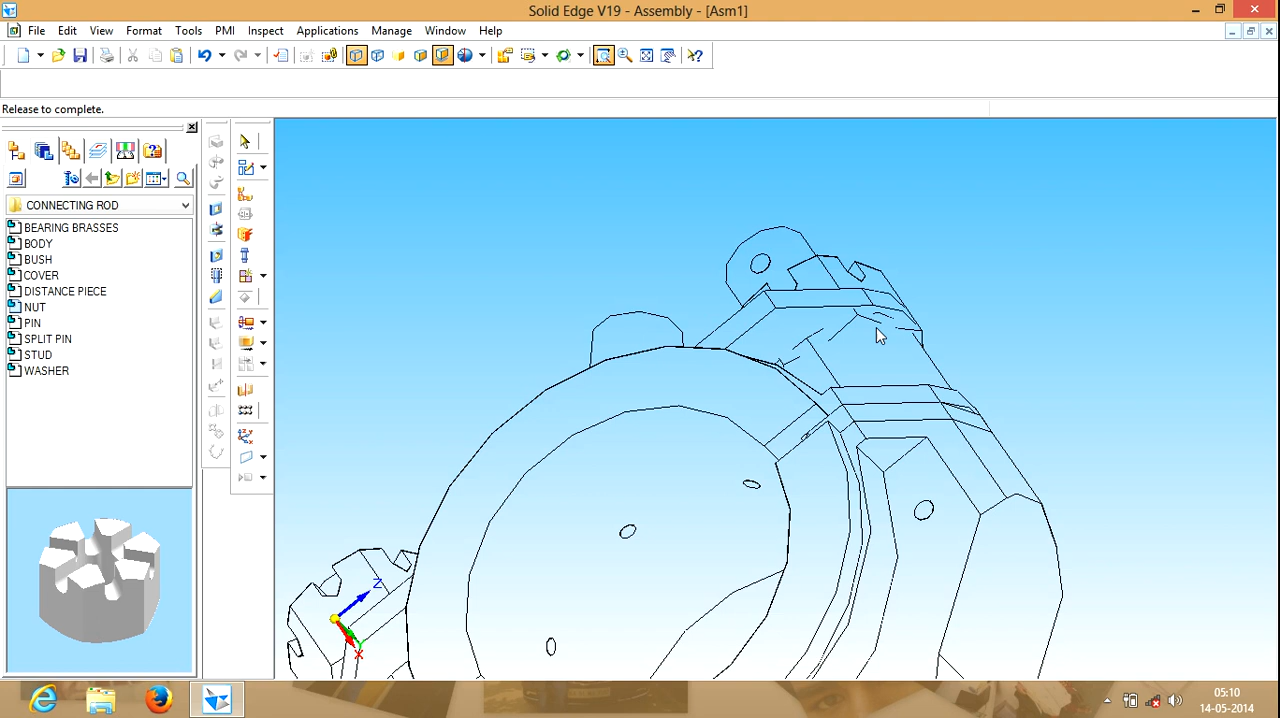 Solid Edge V19 - Assembly - [Asm1]
File Edit View Format Tools PMI Inspect Applications Manage Window Help
Release to complete.
CONNECTING ROD
BEARING BRASSES
BODY
BUSH
COVER
DISTANCE PIECE
NUT
PIN
SPLIT PIN
STUD
WASHER
Z
Y
X
05:10
14-05-2014